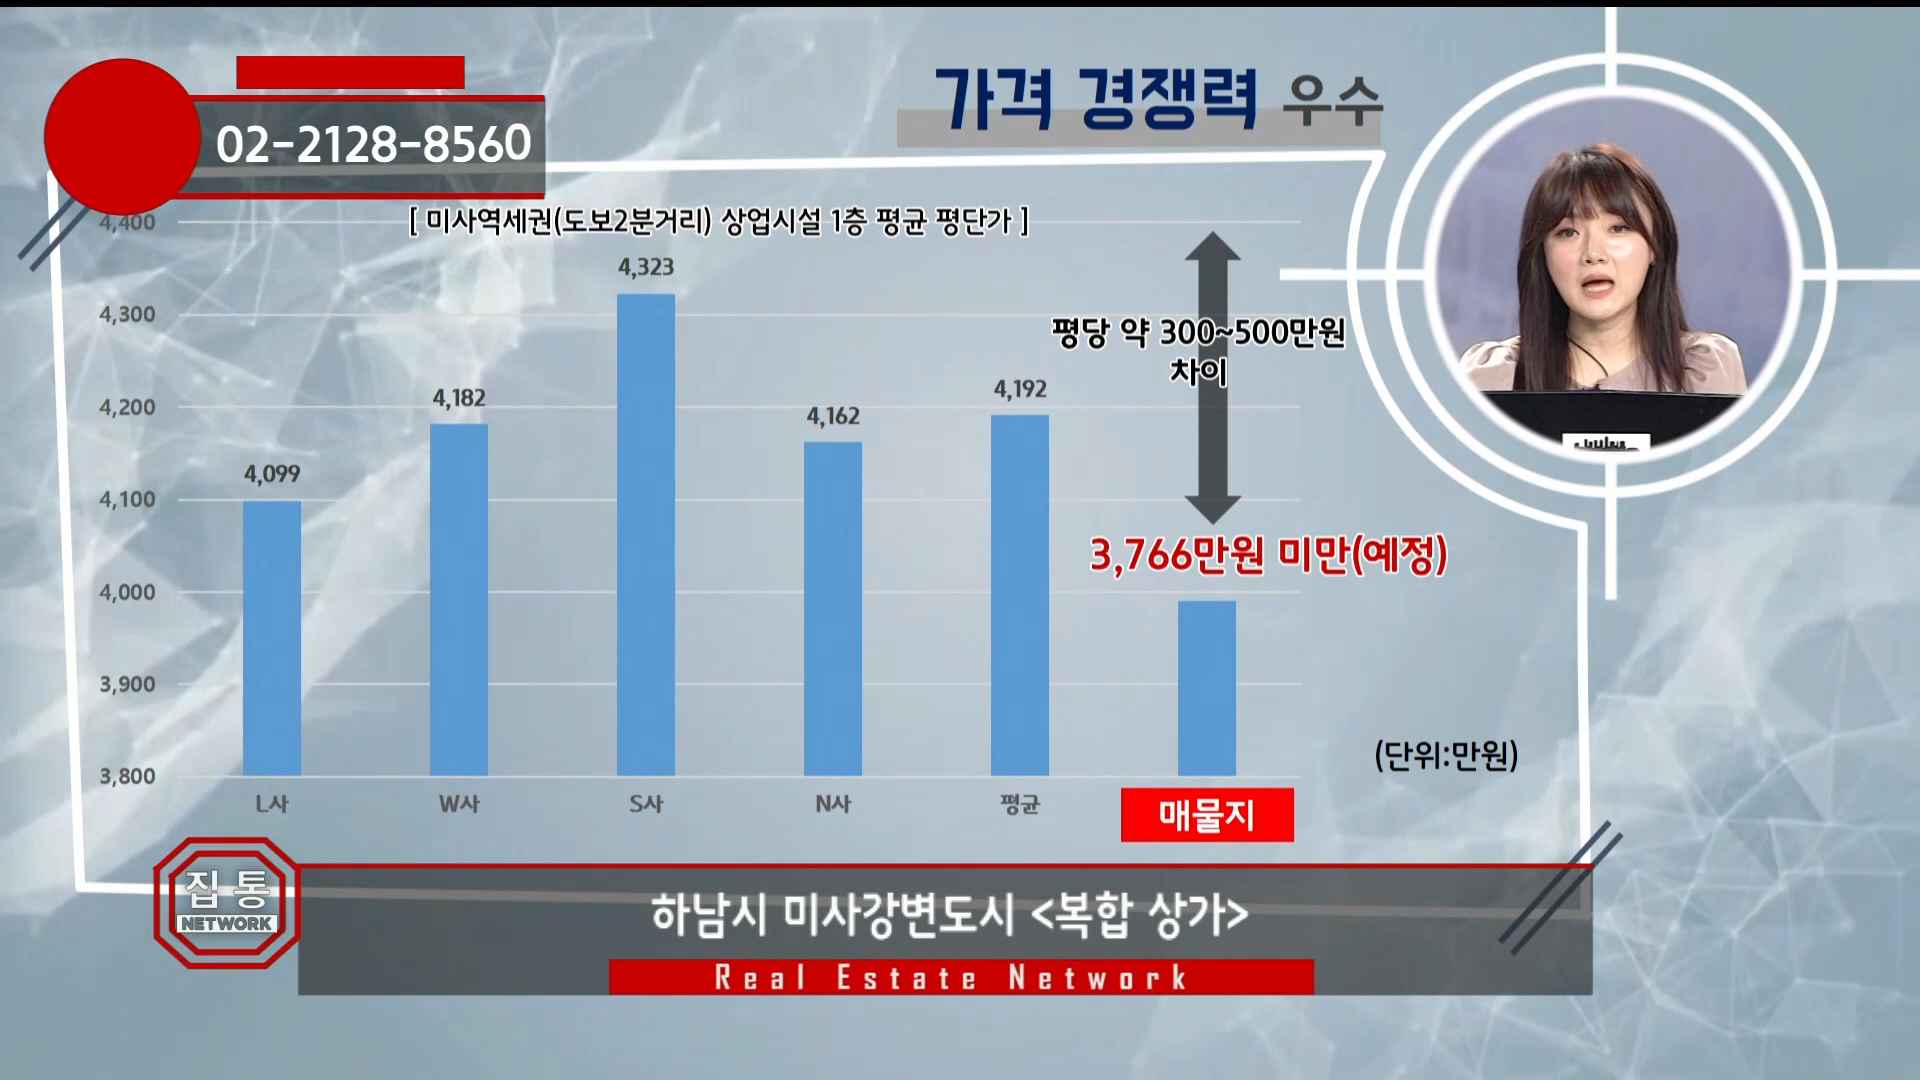 가격 경쟁력 우수
02-2128-8560
[ 미사역세권(도보2분거리) 상업시설 1층 평균 평단가 ]
4,400
4,300
4,200
4,100
4,000
3,900
3,800
4,099
4,182
4,323
4,162
4,192
평당 약 300~500만원
차이
3,766만원 미만(예정)
(단위:만원)
L사
W사
S사
N사
평균
매물지
집통
NETWORK
하남시 미사강변도시 <복합 상가>
Real Estate Network